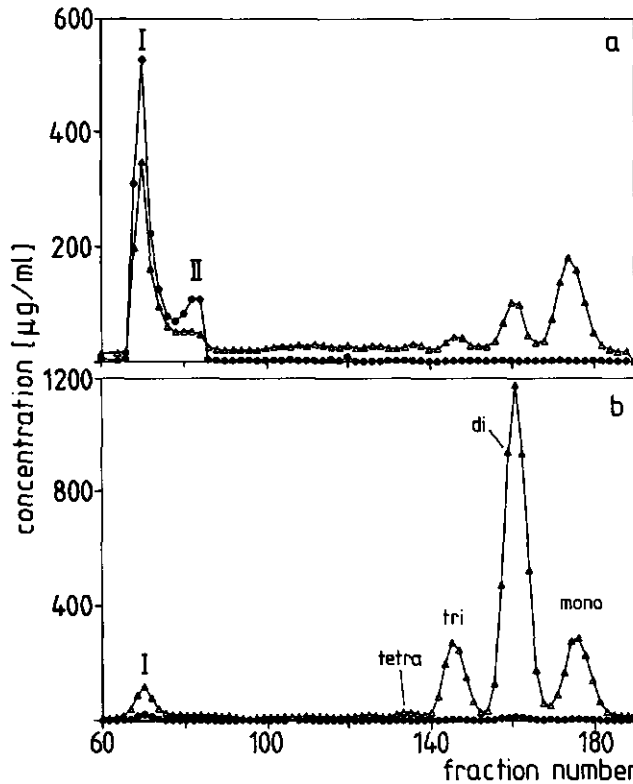 600
I
a
400
II
200
concentration [µg/ml]
1200
b
di
800
400
tri
mono
I
tetra
60
100
140
180
fraction number